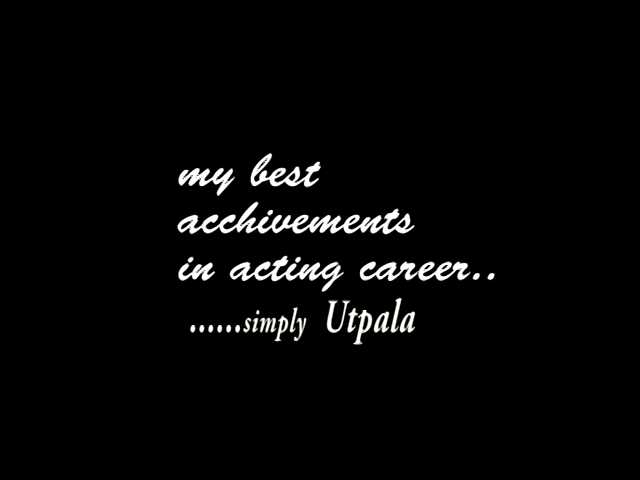 my best
acchivements
in acting career..
......simply Utpala